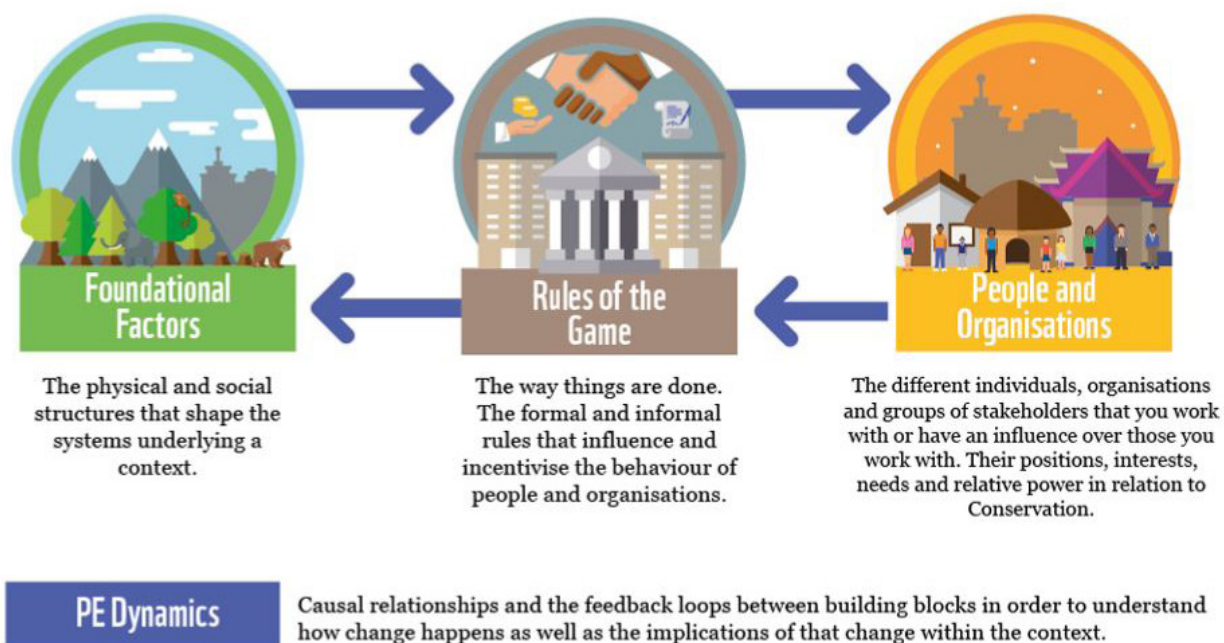 Foundational
Factors
The physical and social
structures that shape the
systems underlying a
context.
Rules of the
Game
The way things are done.
The formal and informal
rules that influence and
incentivise the behaviour of
people and organisations.
People and
Organisations
The different individuals, organisations
and groups of stakeholders that you work
with or have an influence over those you
work with. Their positions, interests,
needs and relative power in relation to
Conservation.
PE Dynamics
Causal relationships and the feedback loops between building blocks in order to understand
how change happens as well as the implications of that change within the context.